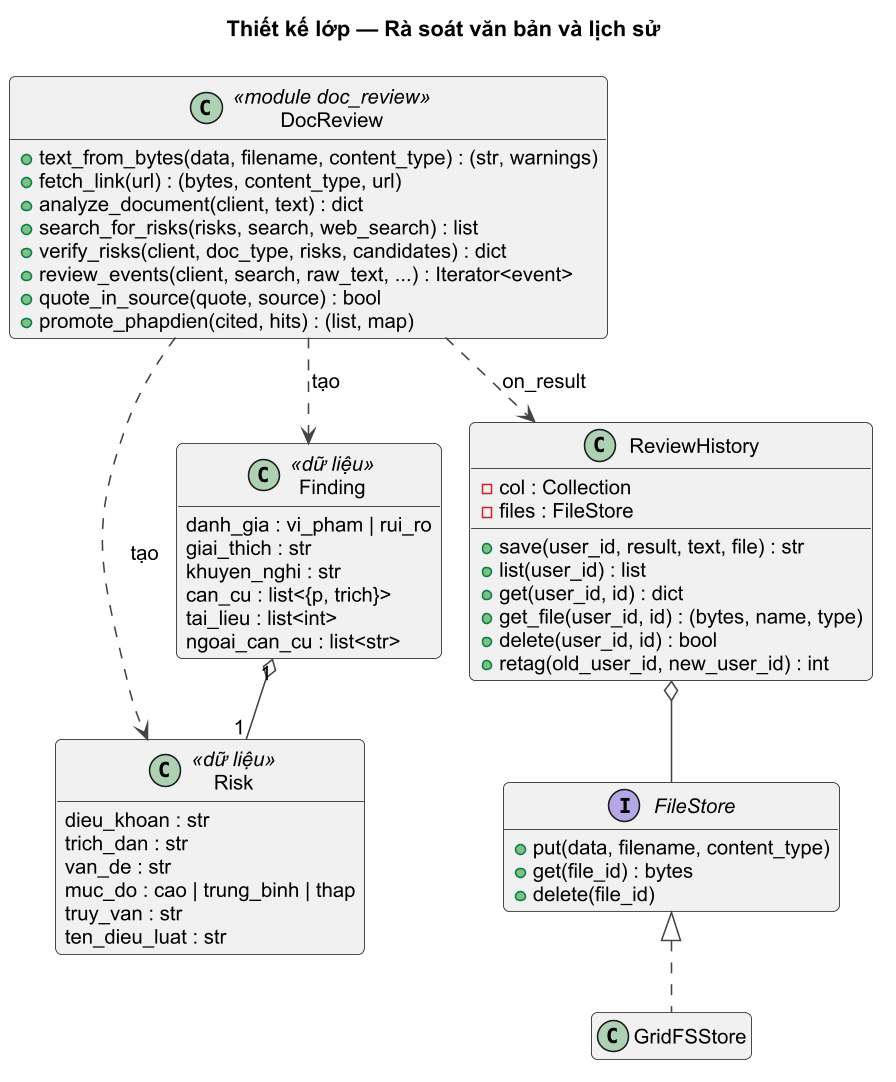 Thiết kế lớp — Rà soát văn bản và lịch sử
C
«module doc_review»
DocReview
text_from_bytes(data, filename, content_type) : (str, warnings)
fetch_link(url) : (bytes, content_type, url)
analyze_document(client, text) : dict
search_for_risks(risks, search, web_search) : list
verify_risks(client, doc_type, risks, candidates) : dict
review_events(client, search, raw_text, ...) : Iterator<event>
quote_in_source(quote, source) : bool
promote_phapdien(cited, hits) : (list, map)
tạo
on_result
tạo
C
«dữ liệu»
Finding
danh_gia : vi_pham | rui_ro
giai_thich : str
khuyen_nghi : str
can_cu : list<{p, trich}>
tai_lieu : list<int>
ngoai_can_cu : list<str>
C
ReviewHistory
col : Collection
files : FileStore
save(user_id, result, text, file) : str
list(user_id) : list
get(user_id, id) : dict
get_file(user_id, id) : (bytes, name, type)
delete(user_id, id) : bool
retag(old_user_id, new_user_id) : int
1
1
C
«dữ liệu»
Risk
dieu_khoan : str
trich_dan : str
van_de : str
muc_do : cao | trung_binh | thap
truy_van : str
ten_dieu_luat : str
I
FileStore
put(data, filename, content_type)
get(file_id) : bytes
delete(file_id)
C
GridFSStore